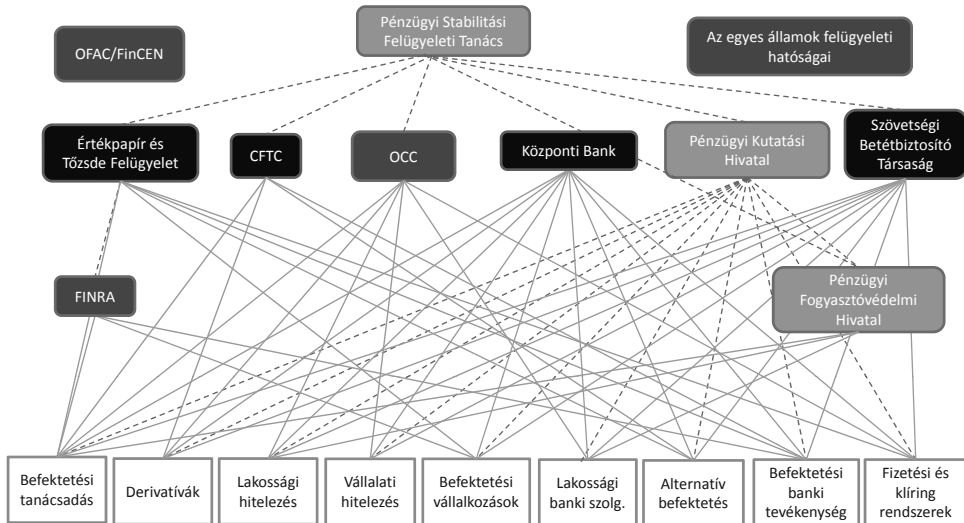 Pénzügyi Stabilitási
Felügyeleti Tanács
OFAC/FinCEN
Az egyes államok felügyeleti
hatóságai
Értékpapír és
Tőzsde Felügyelet
CFTC
OCC
Központi Bank
Pénzügyi Kutatási
Hivatal
Szövetségi
Betétbiztosító
Társaság
FINRA
Pénzügyi
Fogyasztóvédelmi
Hivatal
Befektetési
tanácsadás
Derivatívák
Lakossági
hitelezés
Vállalati
hitelezés
Befektetési
vállalkozások
Lakossági
banki szolg.
Alternatív
befektetés
Befektetési
banki
tevékenység
Fizetési és
klíring
rendszerek